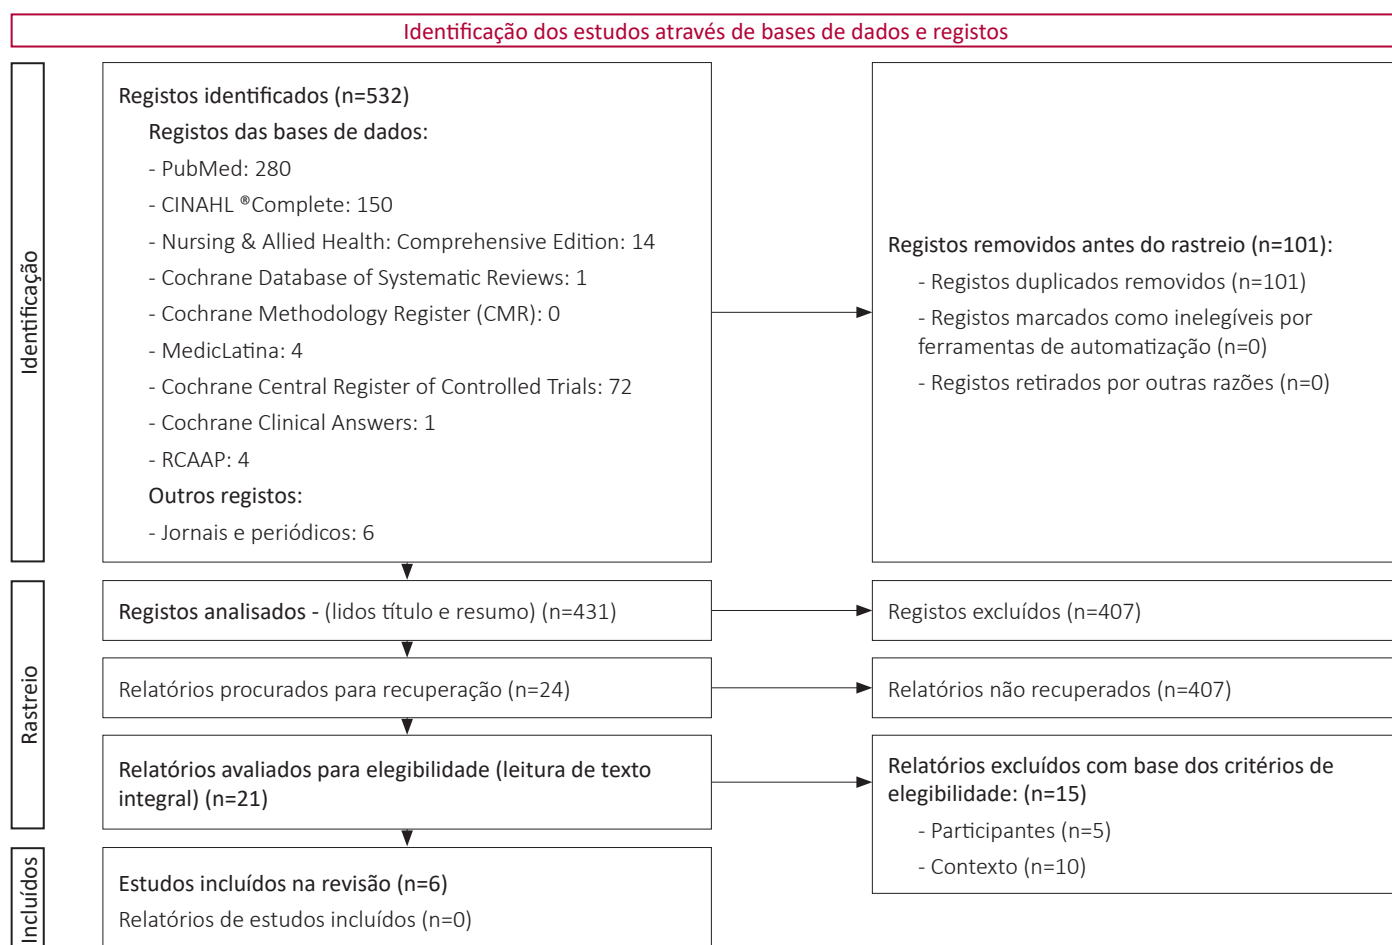 Identificação dos estudos através de bases de dados e registos
Identificação
Registos identificados (n=532)
Registos das bases de dados:
- PubMed: 280
- CINAHL ®Complete: 150
- Nursing & Allied Health: Comprehensive Edition: 14
- Cochrane Database of Systematic Reviews: 1
- Cochrane Methodology Register (CMR): 0
- MedicLatina: 4
- Cochrane Central Register of Controlled Trials: 72
- Cochrane Clinical Answers: 1
- RCAAP: 4
Outros registos:
- Jornais e periódicos: 6
Registos removidos antes do rastreio (n=101):
- Registos duplicados removidos (n=101)
- Registos marcados como inelegíveis por
ferramentas de automatização (n=0)
- Registos retirados por outras razões (n=0)
Rastreio
Registos analisados - (lidos título e resumo) (n=431)
Registos excluídos (n=407)
Relatórios procurados para recuperação (n=24)
Relatórios não recuperados (n=407)
Relatórios avaliados para elegibilidade (leitura de texto
integral) (n=21)
Relatórios excluídos com base dos critérios de
elegibilidade: (n=15)
- Participantes (n=5)
- Contexto (n=10)
Incluídos
Estudos incluídos na revisão (n=6)
Relatórios de estudos incluídos (n=0)